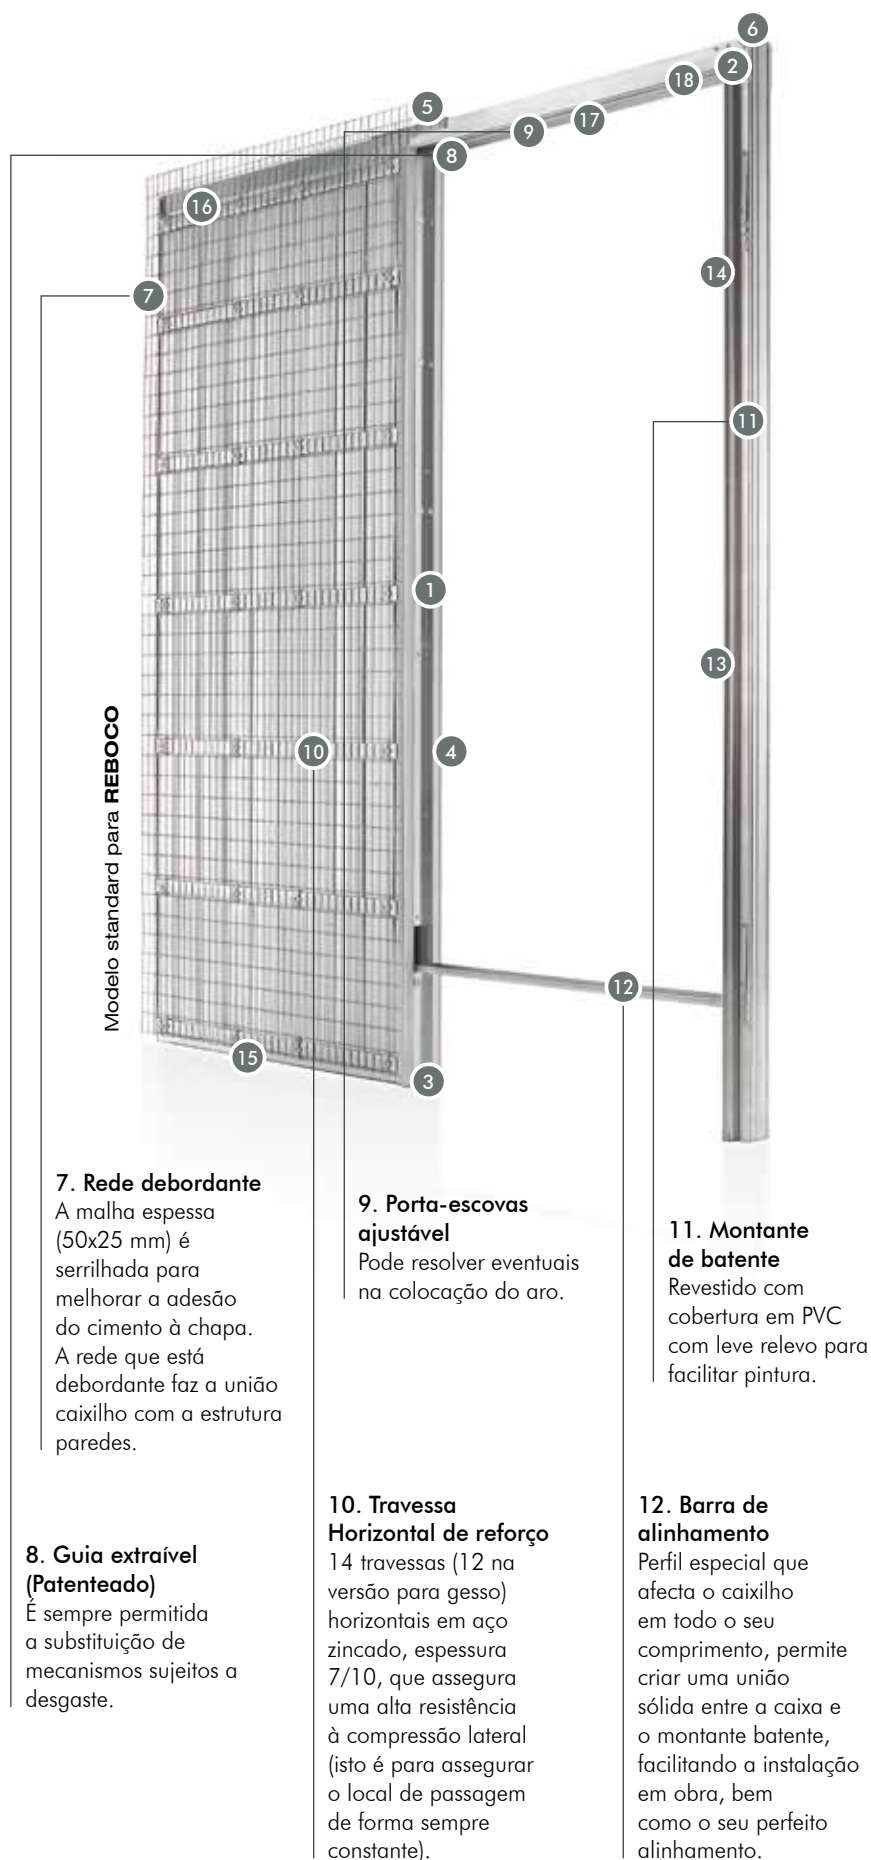 6
2
18
5
17
9
8
16
14
7
11
1
13
10
4
12
15
3
Modelo standard para REBOCO
7. Rede debordante
A malha espessa
(50x25 mm) é
serrilhada para
melhorar a adesão
do cimento à chapa.
A rede que está
debordante faz a união
caixilho com a estrutura
paredes.
8. Guia extraível
(Patenteado)
É sempre permitida
a substituição de
mecanismos sujeitos a
desgaste.
9. Porta-escovas
ajustável
Pode resolver eventuais
na colocação do aro.
10. Travessa
Horizontal de reforço
14 travessas (12 na
versão para gesso)
horizontais em aço
zincado, espessura
7/10, que assegura
uma alta resistência
à compressão lateral
(isto é para assegurar
o local de passagem
de forma sempre
constante).
11. Montante
de batente
Revestido com
cobertura em PVC
com leve relevo para
facilitar pintura.
12. Barra de
alinhamento
Perfil especial que
afecta o caixilho
em todo o seu
comprimento, permite
criar uma união
sólida entre a caixa e
o montante batente,
facilitando a instalação
em obra, bem
como o seu perfeito
alinhamento.